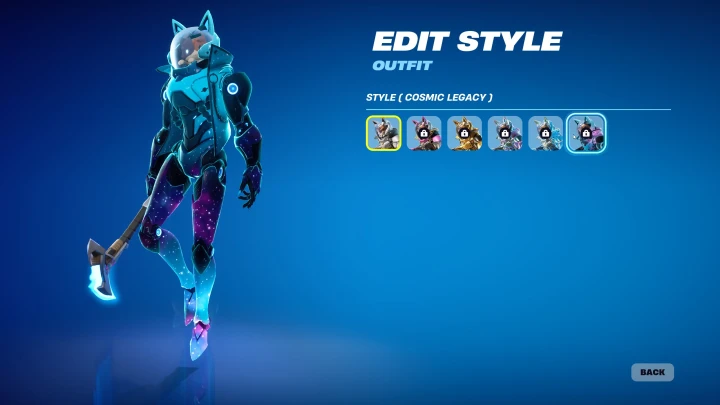 EDIT STYLE
OUTFIT
STYLE ( COSMIC LEGACY )
BACK